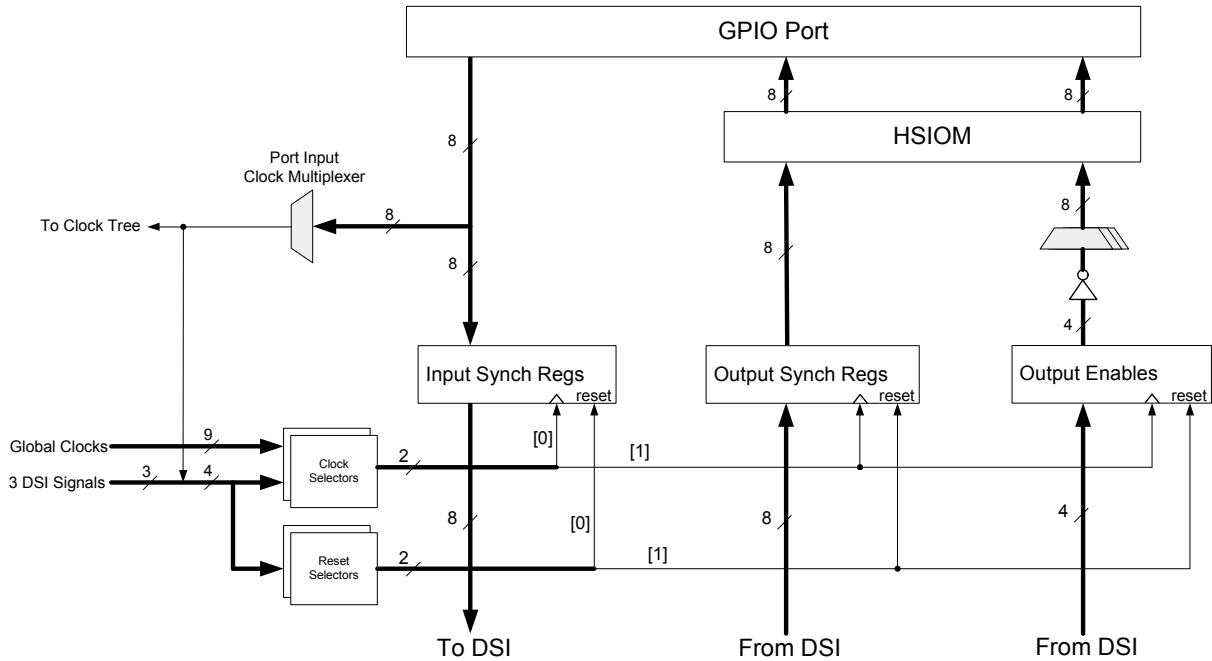 GPIO Port
8
8
8
HSIOM
Port Input
Clock Multiplexer
8
8
To Clock Tree
8
8
8
4
Input Synch Regs
reset
Output Synch Regs
reset
Output Enables
reset
Global Clocks
9
[0]
[1]
Clock
Selectors
2
3 DSI Signals
3
4
8
[0]
8
4
Reset
Selectors
2
[1]
To DSI
From DSI
From DSI